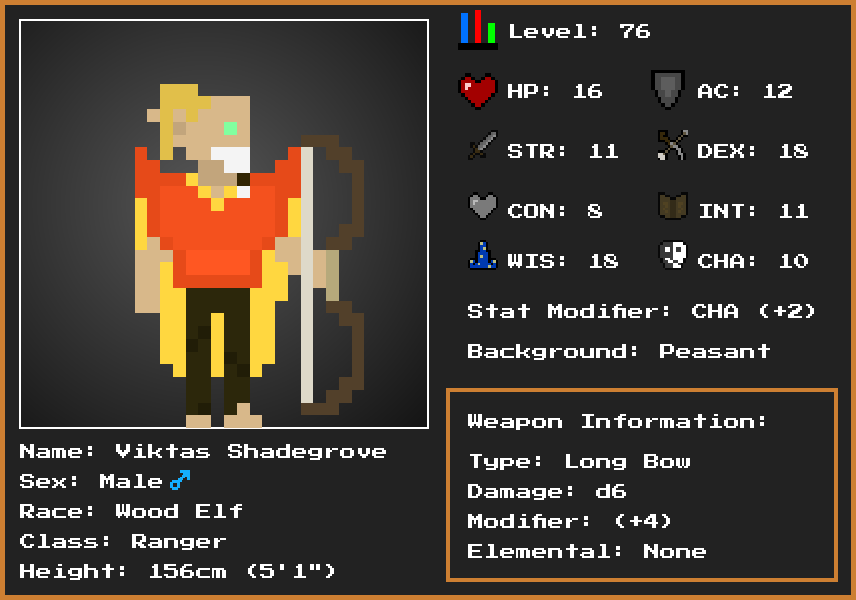 Level: 76
HP: 16
AC: 12
STR: 11
DEX: 18
CON: 8
INT: 11
WIS: 18
CHA: 10
Stat Modifier: CHA (+2)
Background: Peasant
Weapon Information:
Type: Long Bow
Damage: d6
Modifier: (+4)
Elemental: None
Name: Viktas Shadegrove
Sex: Male♂
Race: Wood Elf
Class: Ranger
Height: 156cm (5'1")